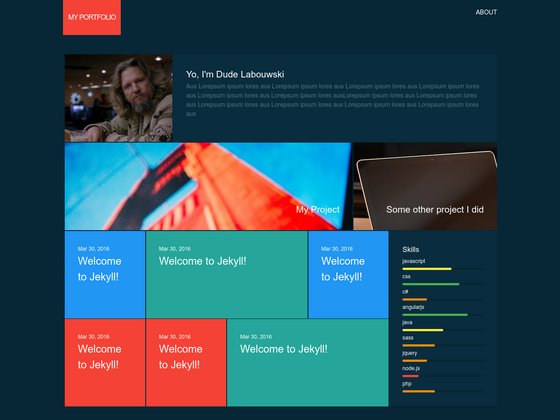 MY PORTFOLIO
ABOUT
Yo, I'm Dude Labouwski
Aus Lorepsum ipsum lores aus Lorepsum ipsum lores aus Lorepsum ipsum lores aus Lorepsum ipsum lores
aus Lorepsum ipsum lores aus Lorepsum ipsum lores ausLorepsum ipsum lores aus Lorepsum ipsum lores
aus Lorepsum ipsum lores aus Lorepsum ipsum lores aus Lorepsum ipsum lores aus Lorepsum ipsum lores
aus
My Project
Some other project I did
Mar 30, 2016
Welcome
to Jekyll!
Mar 30, 2016
Welcome to Jekyll!
Mar 30, 2016
Welcome
to Jekyll!
Mar 30, 2016
Welcome
to Jekyll!
Mar 30, 2016
Welcome
to Jekyll!
Mar 30, 2016
Welcome to Jekyll!
Skills
javascript
css
c#
angularjs
java
sass
jquery
node.js
php